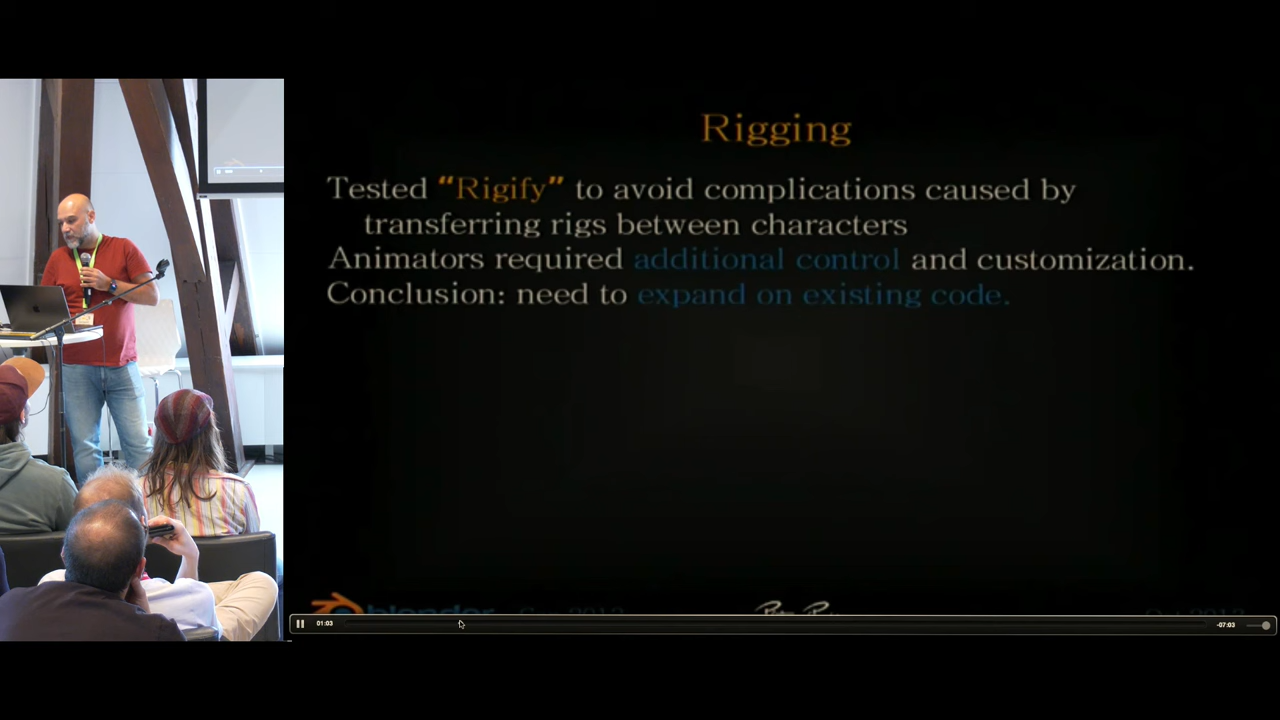 Rigging
Tested “Rigify” to avoid complications caused by
transferring rigs between characters
Animators required additional control and customization.
Conclusion: need to expand on existing code.
blender
01:03
-07:03